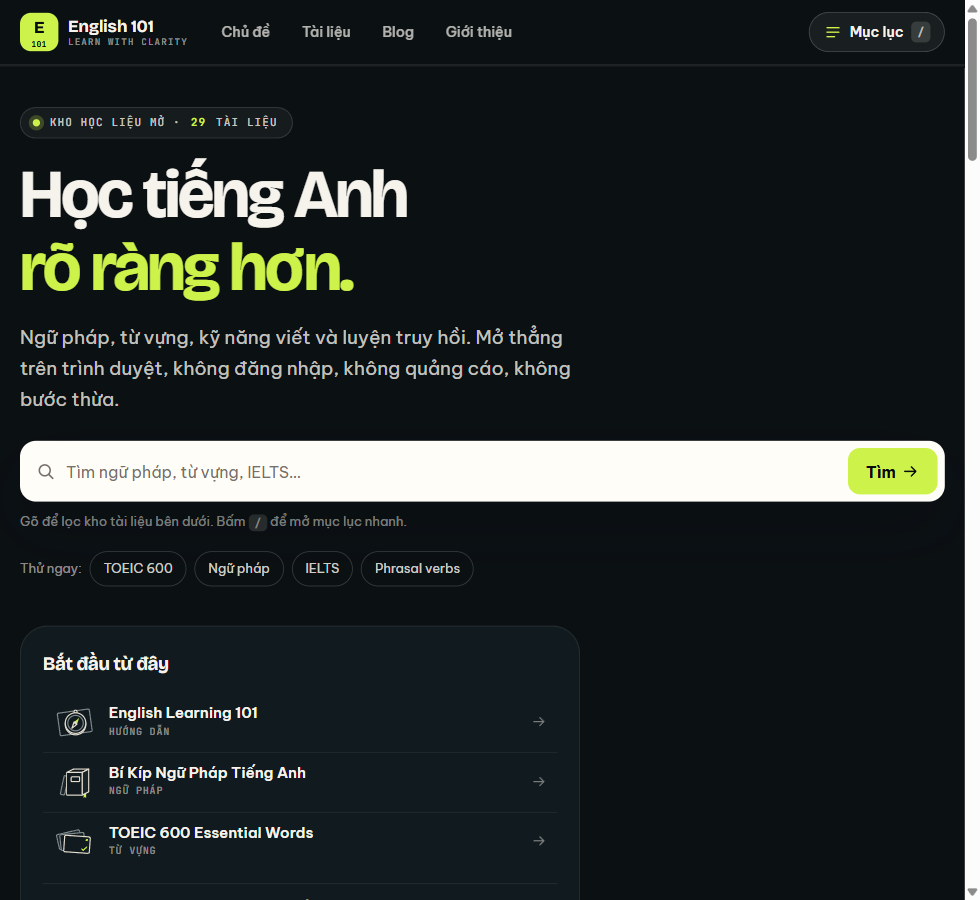 E
101
English 101
LEARN WITH CLARITY
Chủ đề
Tài liệu
Blog
Giới thiệu
Mục lục /
KHO HỌC LIỆU MỞ · 29 TÀI LIỆU
Học tiếng Anh
rõ ràng hơn.
Ngữ pháp, từ vựng, kỹ năng viết và luyện truy hồi. Mở thẳng
trên trình duyệt, không đăng nhập, không quảng cáo, không
bước thừa.
Tìm ngữ pháp, từ vựng, IELTS...
Tìm →
Gõ để lọc kho tài liệu bên dưới. Bấm / để mở mục lục nhanh.
Thử ngay:
TOEIC 600
Ngữ pháp
IELTS
Phrasal verbs
Bắt đầu từ đây
English Learning 101
HƯỚNG DẪN
→
Bí Kíp Ngữ Pháp Tiếng Anh
NGỮ PHÁP
→
TOEIC 600 Essential Words
TỪ VỰNG
→